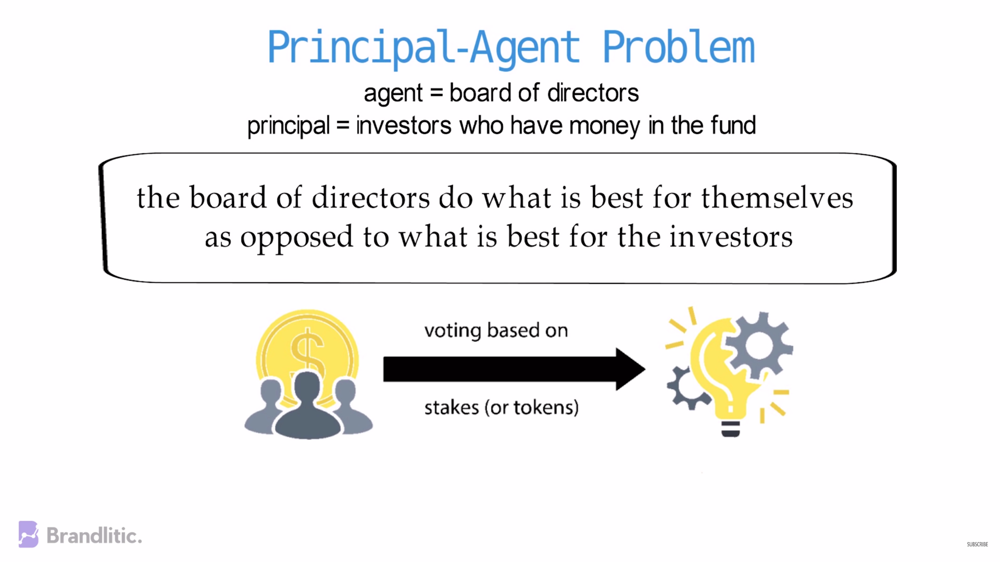 Principal-Agent Problem
agent = board of directors
principal = investors who have money in the fund
the board of directors do what is best for themselves
as opposed to what is best for the investors
voting based on
stakes (or tokens)
Brandlitic.
SUBSCRIBE